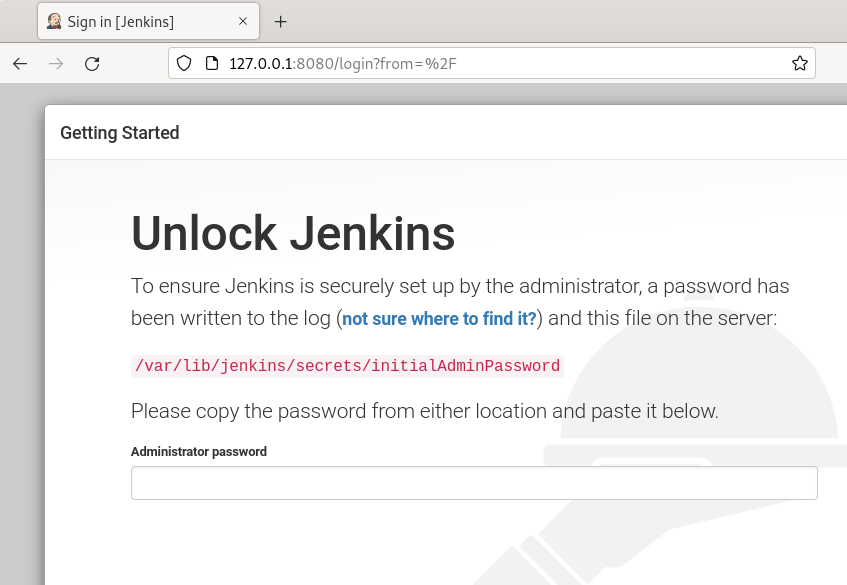 Sign in [Jenkins]
127.0.0.1:8080/login?from=%2F
Getting Started
Unlock Jenkins
To ensure Jenkins is securely set up by the administrator, a password has
been written to the log (not sure where to find it?) and this file on the server:
/var/lib/jenkins/secrets/initialAdminPassword
Please copy the password from either location and paste it below.
Administrator password